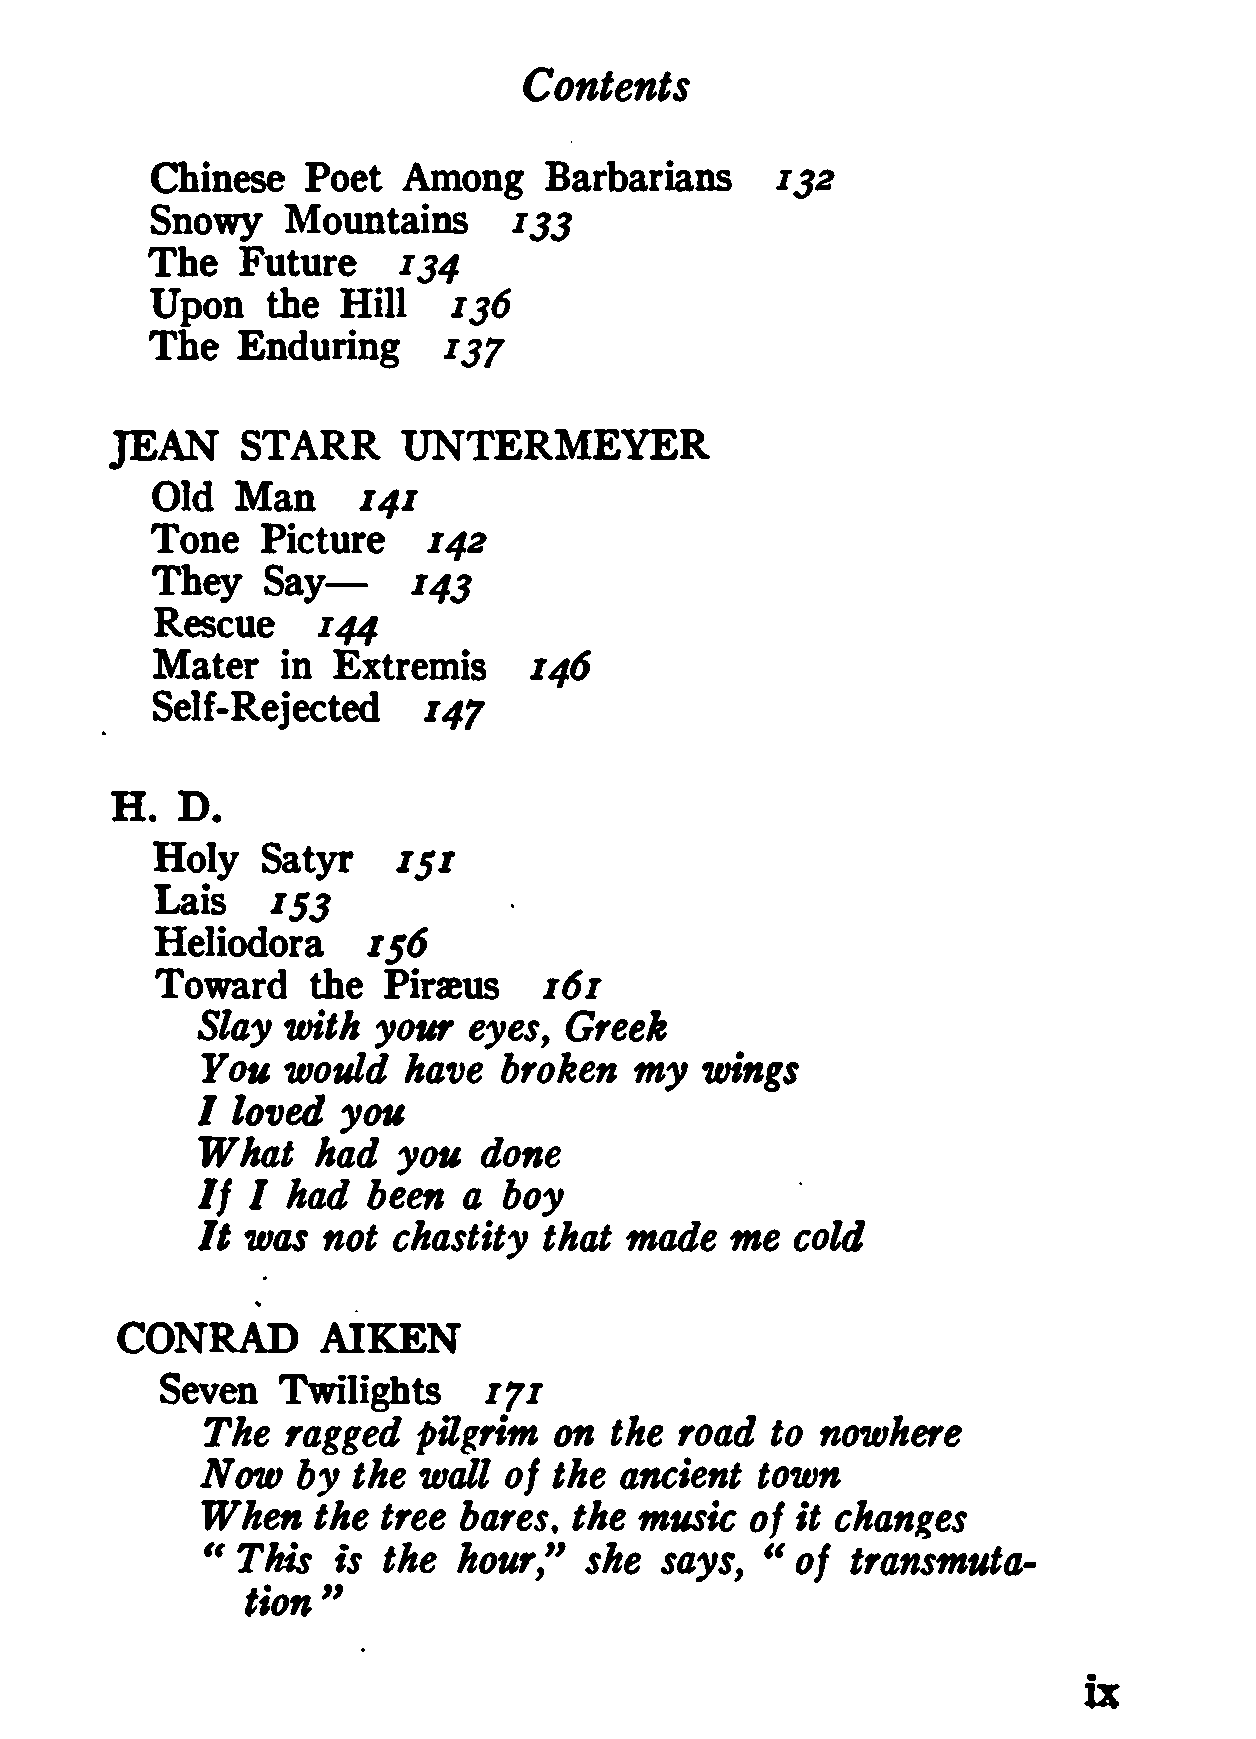 Contents
Chinese Poet Among Barbarians 132
Snowy Mountains 133
The Future 134
Upon the Hill 136
The Enduring 137
JEAN STARR UNTERMEYER
Old Man 141
Tone Picture 142
They Say— 143
Rescue 144
Mater in Extremis 146
Self-Rejected 147
H. D.
Holy Satyr 151
Lais 153
Heliodora 156
Toward the Piræus 161
Slay with your eyes, Greek
You would have broken my wings
I loved you
What had you done
If I had been a boy
It was not chastity that made me cold
CONRAD AIKEN
Seven Twilights 171
The ragged pilgrim on the road to nowhere
Now by the wall of the ancient town
When the tree bares, the music of it changes
“ This is the hour,” she says, “ of transmuta-
tion ”
ix